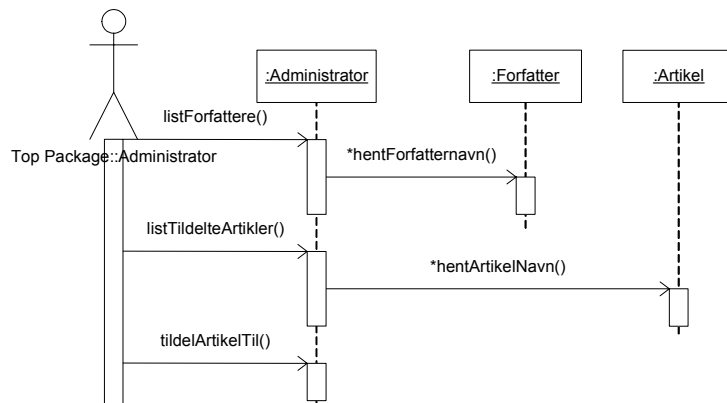 :Administrator
:Forfatter
:Artikel
listForfattere()
Top Package::Administrator
*hentForfatternavn()
listTildelteArtikler()
*hentArtikelNavn()
tildelArtikelTil()